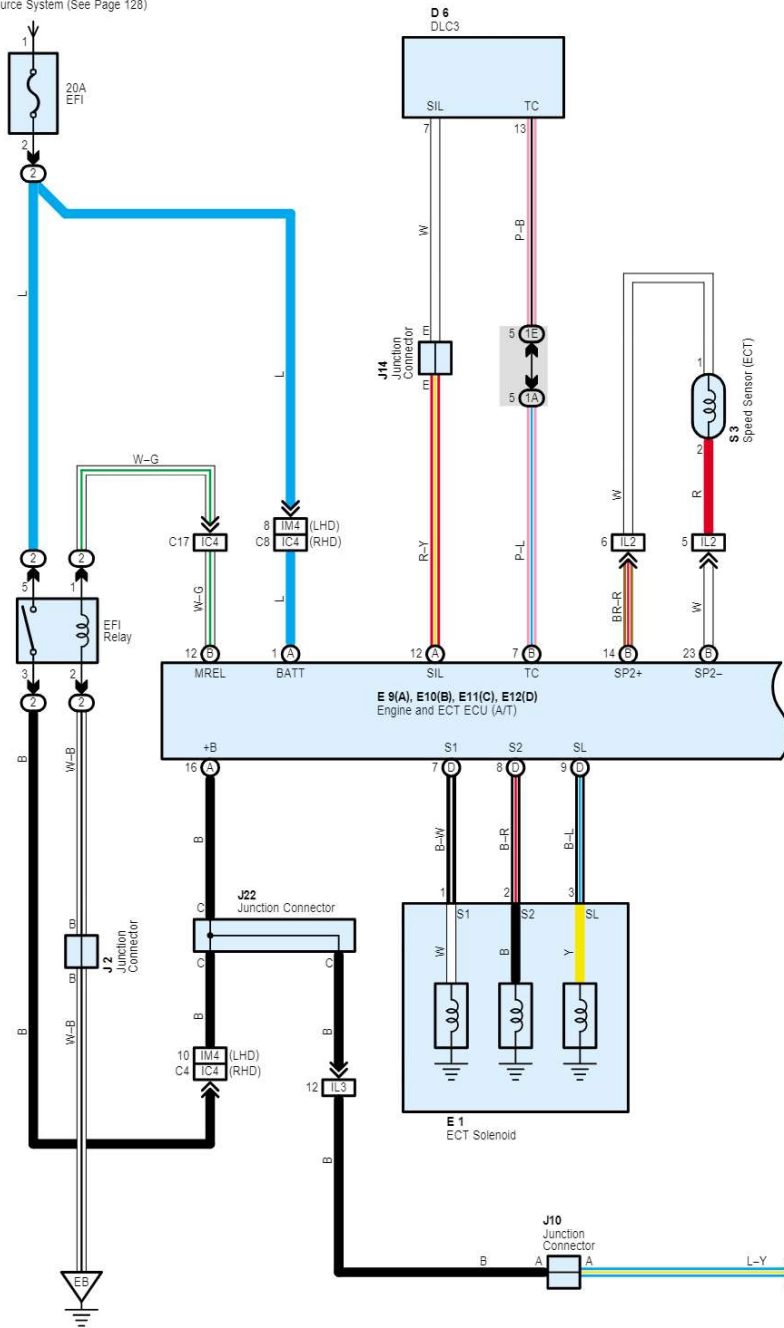 urce System (See Page 128)
D 6
DLC3
1
20A
EFI
SIL
TC
2
7
13
2
W
P–B
L
L
E
J14
Junction
Connector
E
5
1E
5
1A
1
S 3
Speed Sensor (ECT)
2
W–G
W
R
8
IM4
(LHD)
C17
IC4
C8
IC4
(RHD)
6
IL2
5
IL2
R–Y
P–L
2
2
5
1
W–G
L
BR–R
W
EFI
Relay
12
B
1
A
12
A
7
B
14
B
23
B
MREL
BATT
SIL
TC
SP2+
SP2–
3
2
2
2
E 9(A), E10(B), E11(C), E12(D)
Engine and ECT ECU (A/T)
B
W–B
+B
S1
S2
SL
16
A
7
D
8
D
9
D
B
B–W
B–R
B–L
J22
Junction Connector
C
1
2
3
S1
S2
SL
B
J 2
Junction
Connector
B
C
C
W
B
Y
B
W–B
B
B
10
IM4
(LHD)
C4
IC4
(RHD)
12
IL3
E 1
ECT Solenoid
B
J10
Junction
Connector
B
A
A
L–Y
EB